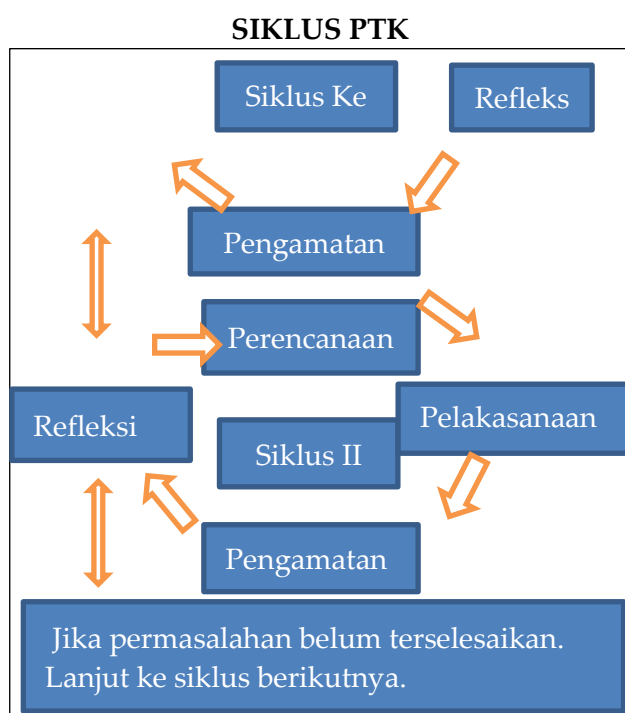 SIKLUS PTK
Siklus Ke
Refleks
Pengamatan
Perencanaan
Refleksi
Pelakasanaan
Siklus II
Pengamatan
Jika permasalahan belum terselesaikan.
Lanjut ke siklus berikutnya.